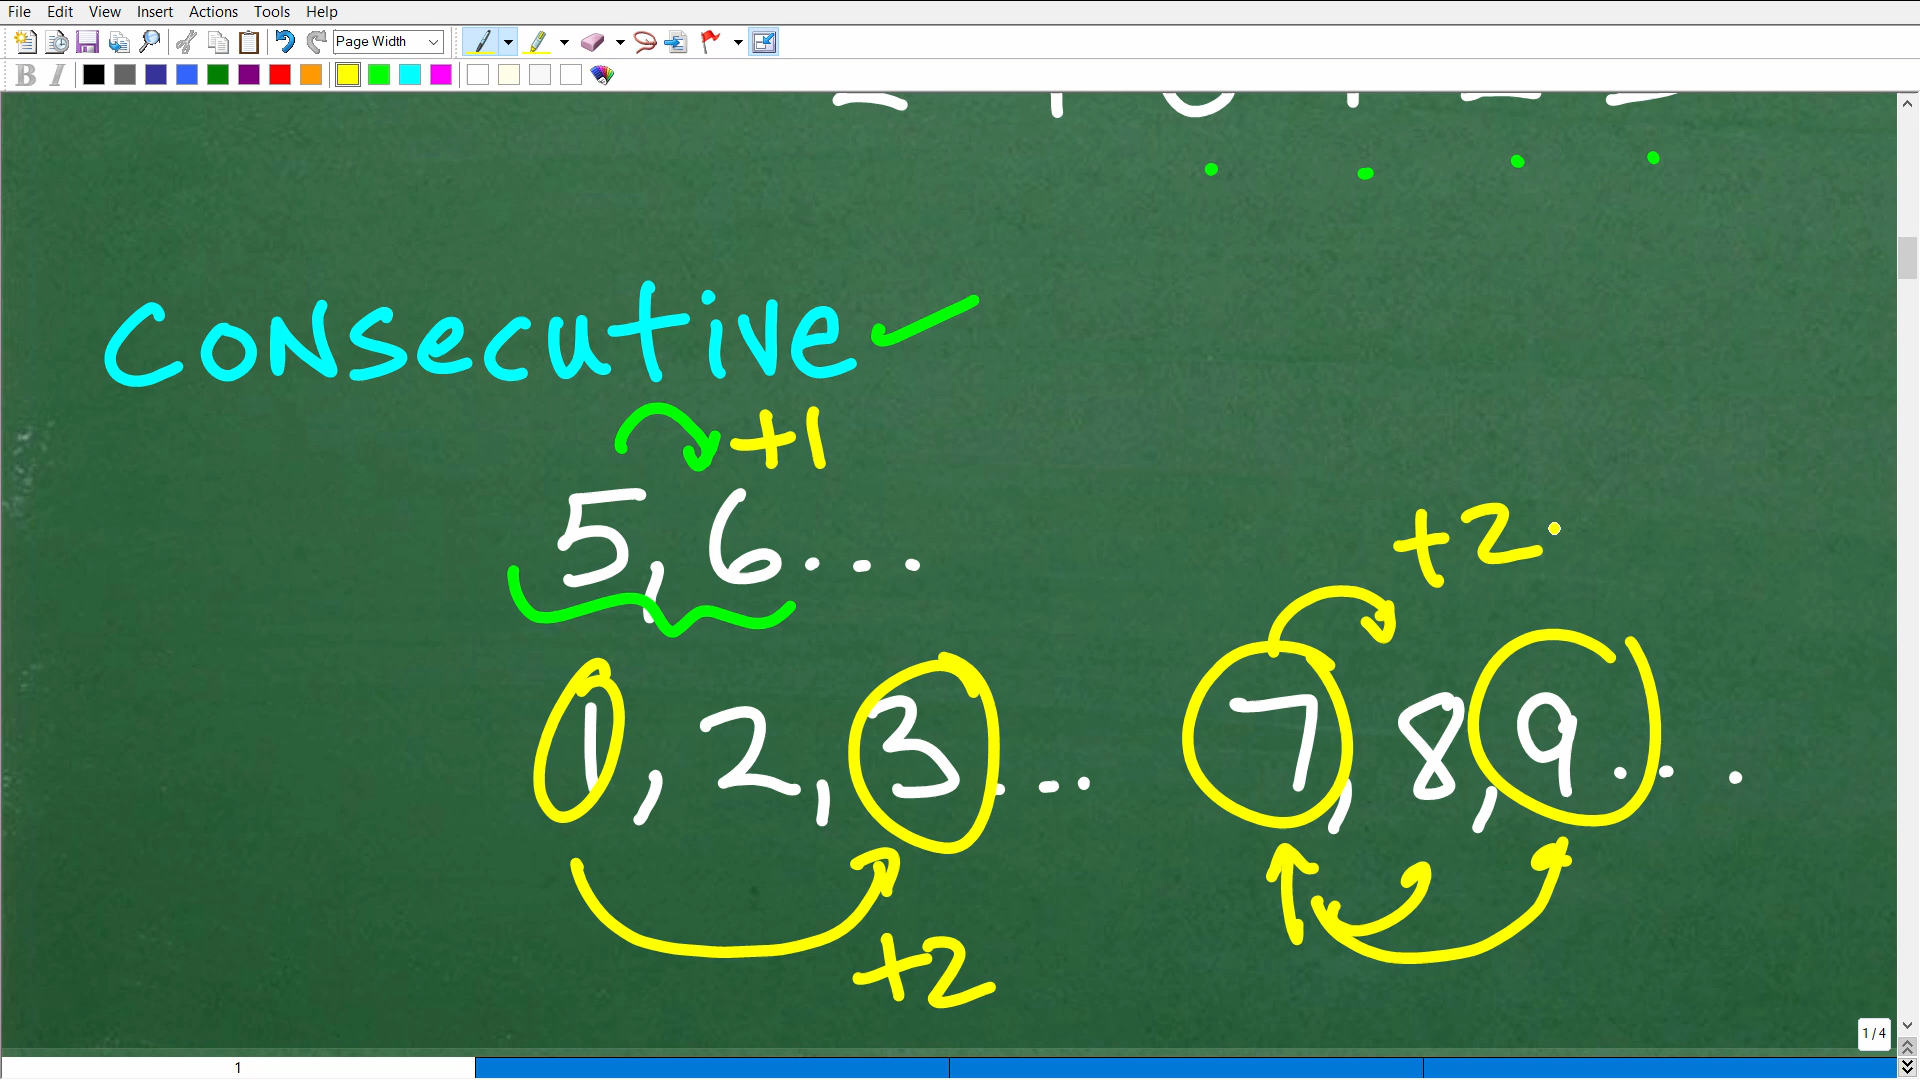 File Edit View Insert Actions Tools Help
Page Width
B I
Consecutive
+1
5, 6...
+2
1, 2, 3... 7, 8, 9...
+2
1 / 4
1